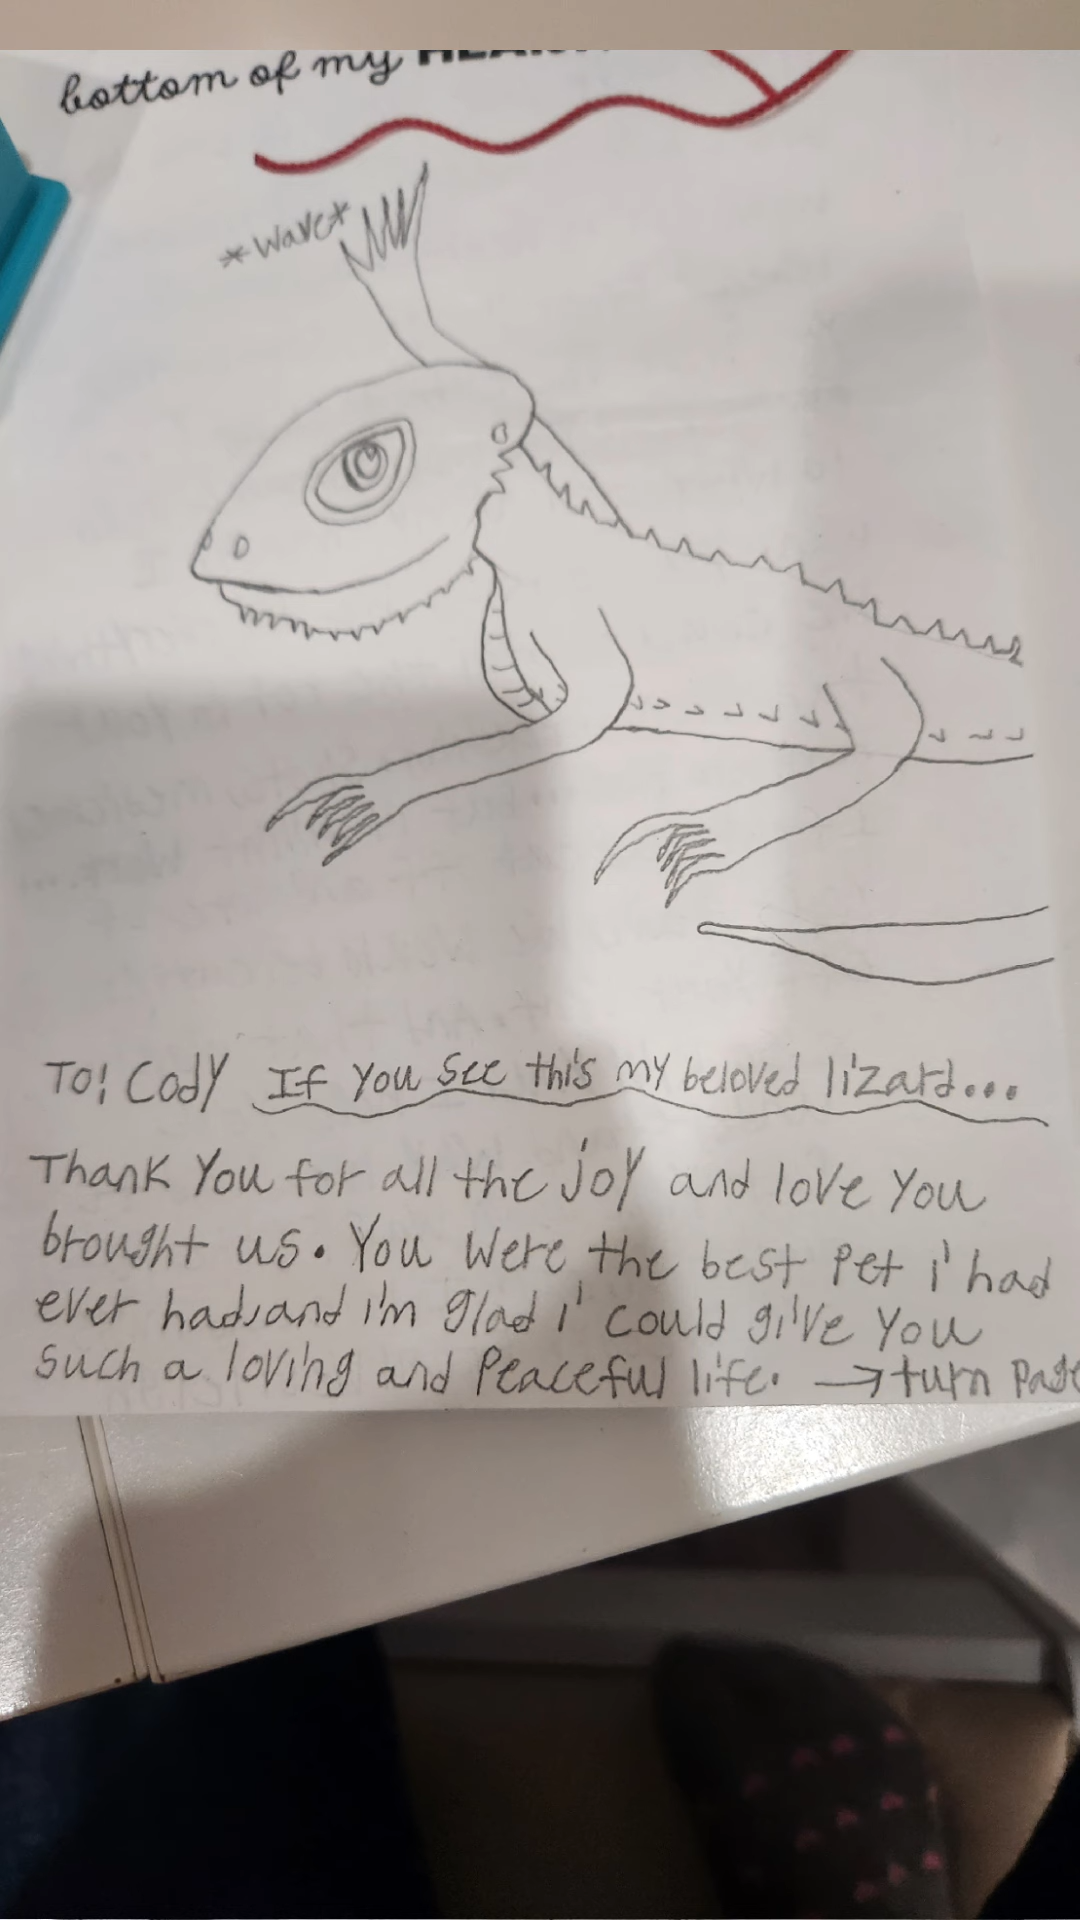 bottom of my HEART
*wave*
To: Cody If you see this my beloved lizard...
Thank You for all the joy and love you
brought us. You were the best pet i had
ever had, and i'm glad i could give you
such a loving and peaceful life. → turn page